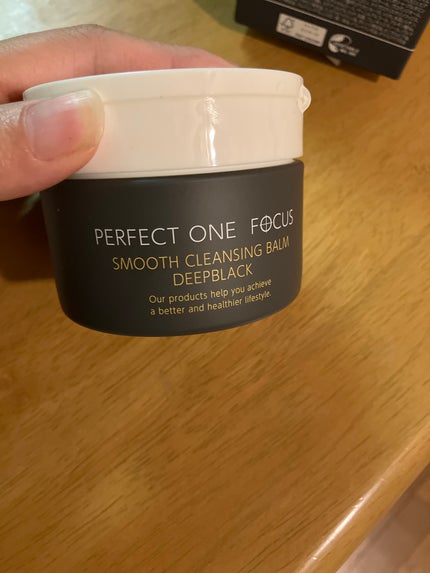 PERFECT ONE FOCUS
SMOOTH CLEANSING BALM
DEEPBLACK
Our products help you achieve
a better and healthier lifestyle.